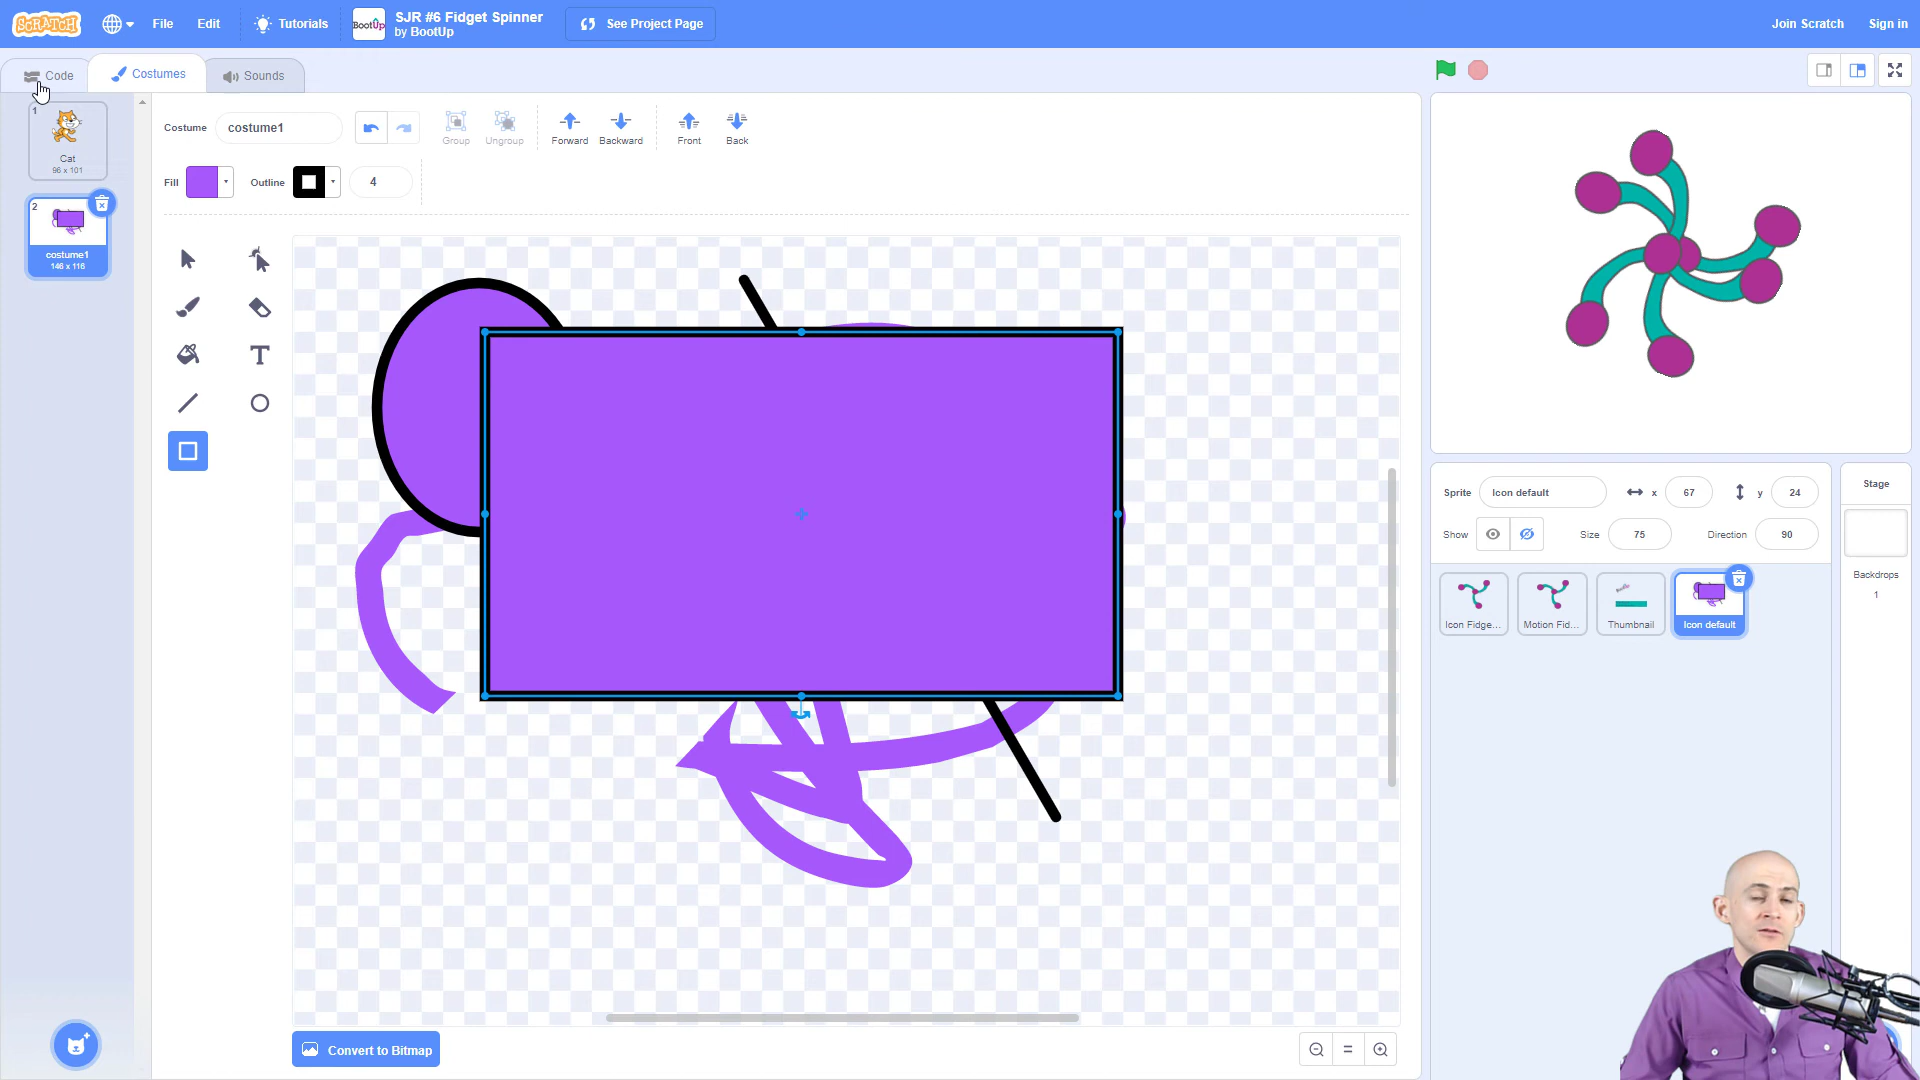 SCRATCH
File
Edit
Tutorials
BootUp
SJR #6 Fidget Spinner
by BootUp
See Project Page
Join Scratch
Sign in
Code
Costumes
Sounds
1
Cat
96 x 101
2
costume1
146 x 116
Costume
costume1
Group
Ungroup
Forward
Backward
Front
Back
Fill
Outline
4
Convert to Bitmap
Sprite
Icon default
x
67
y
24
Show
Size
75
Direction
90
Icon Fidge...
Motion Fid...
Thumbnail
Icon default
Stage
Backdrops
1